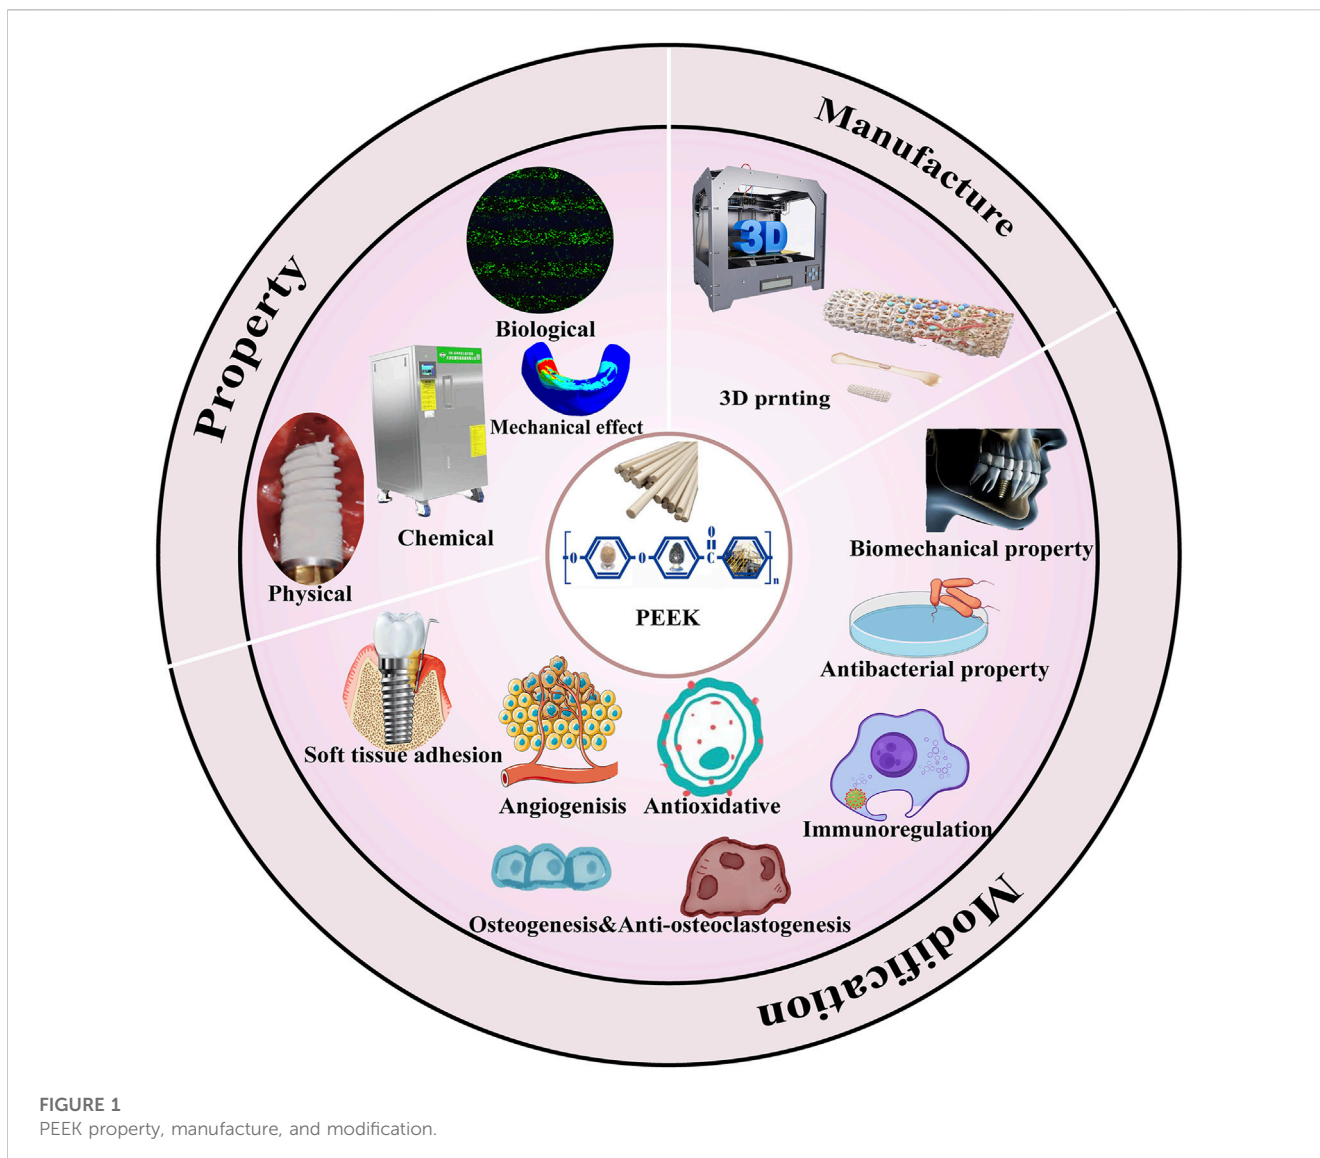 Manufacture
Property
Biological
3D
Mechanical effect
3D prnting
Chemical
Physical
O
O O C
n
PEEK
Biomechanical property
Antibacterial property
Soft tissue adhesion
Angiogenisis
Antioxidative
Immunoregulation
Osteogenesis&Anti-osteoclastogenesis
Modification
FIGURE 1
PEEK property, manufacture, and modification.